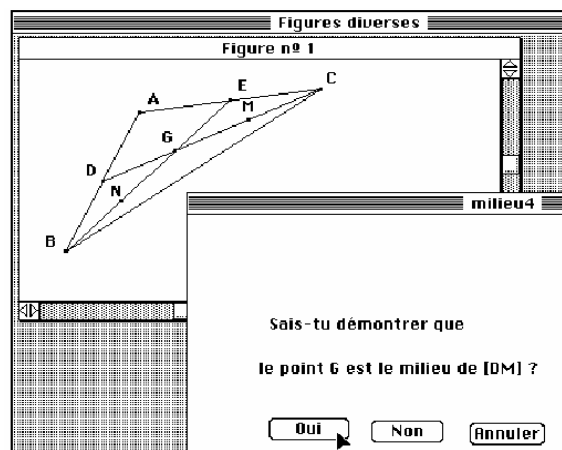 Figures diverses
Figure nº 1
E
C
A
M
G
D
N
B
milieu4
Sais-tu démontrer que
le point G est le milieu de [DM] ?
Oui
Non
Annuler